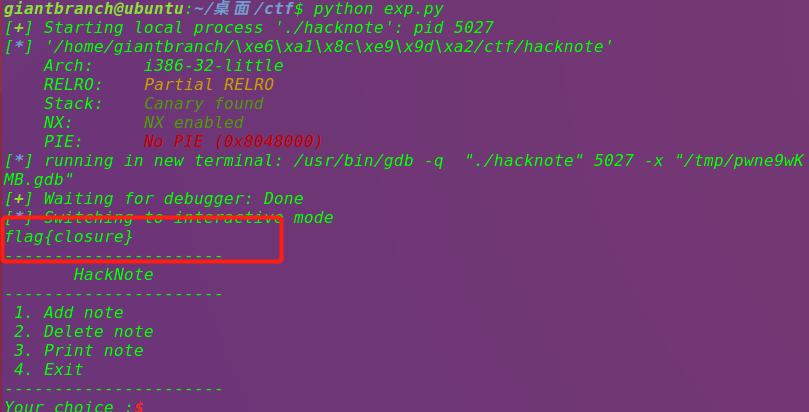 giantbranch@ubuntu:~/桌面/ctf$ python exp.py
[+] Starting local process './hacknote': pid 5027
[*] '/home/giantbranch/\xe6\xa1\x8c\xe9\x9d\xa2/ctf/hacknote'
    Arch:     i386-32-little
    RELRO:    Partial RELRO
    Stack:    Canary found
    NX:       NX enabled
    PIE:      No PIE (0x8048000)
[*] running in new terminal: /usr/bin/gdb -q  "./hacknote" 5027 -x "/tmp/pwne9wK
MB.gdb"
[+] Waiting for debugger: Done
[*] Switching to interactive mode
flag{closure}
----------------------
       HackNote
----------------------
 1. Add note
 2. Delete note
 3. Print note
 4. Exit
----------------------
Your choice :$